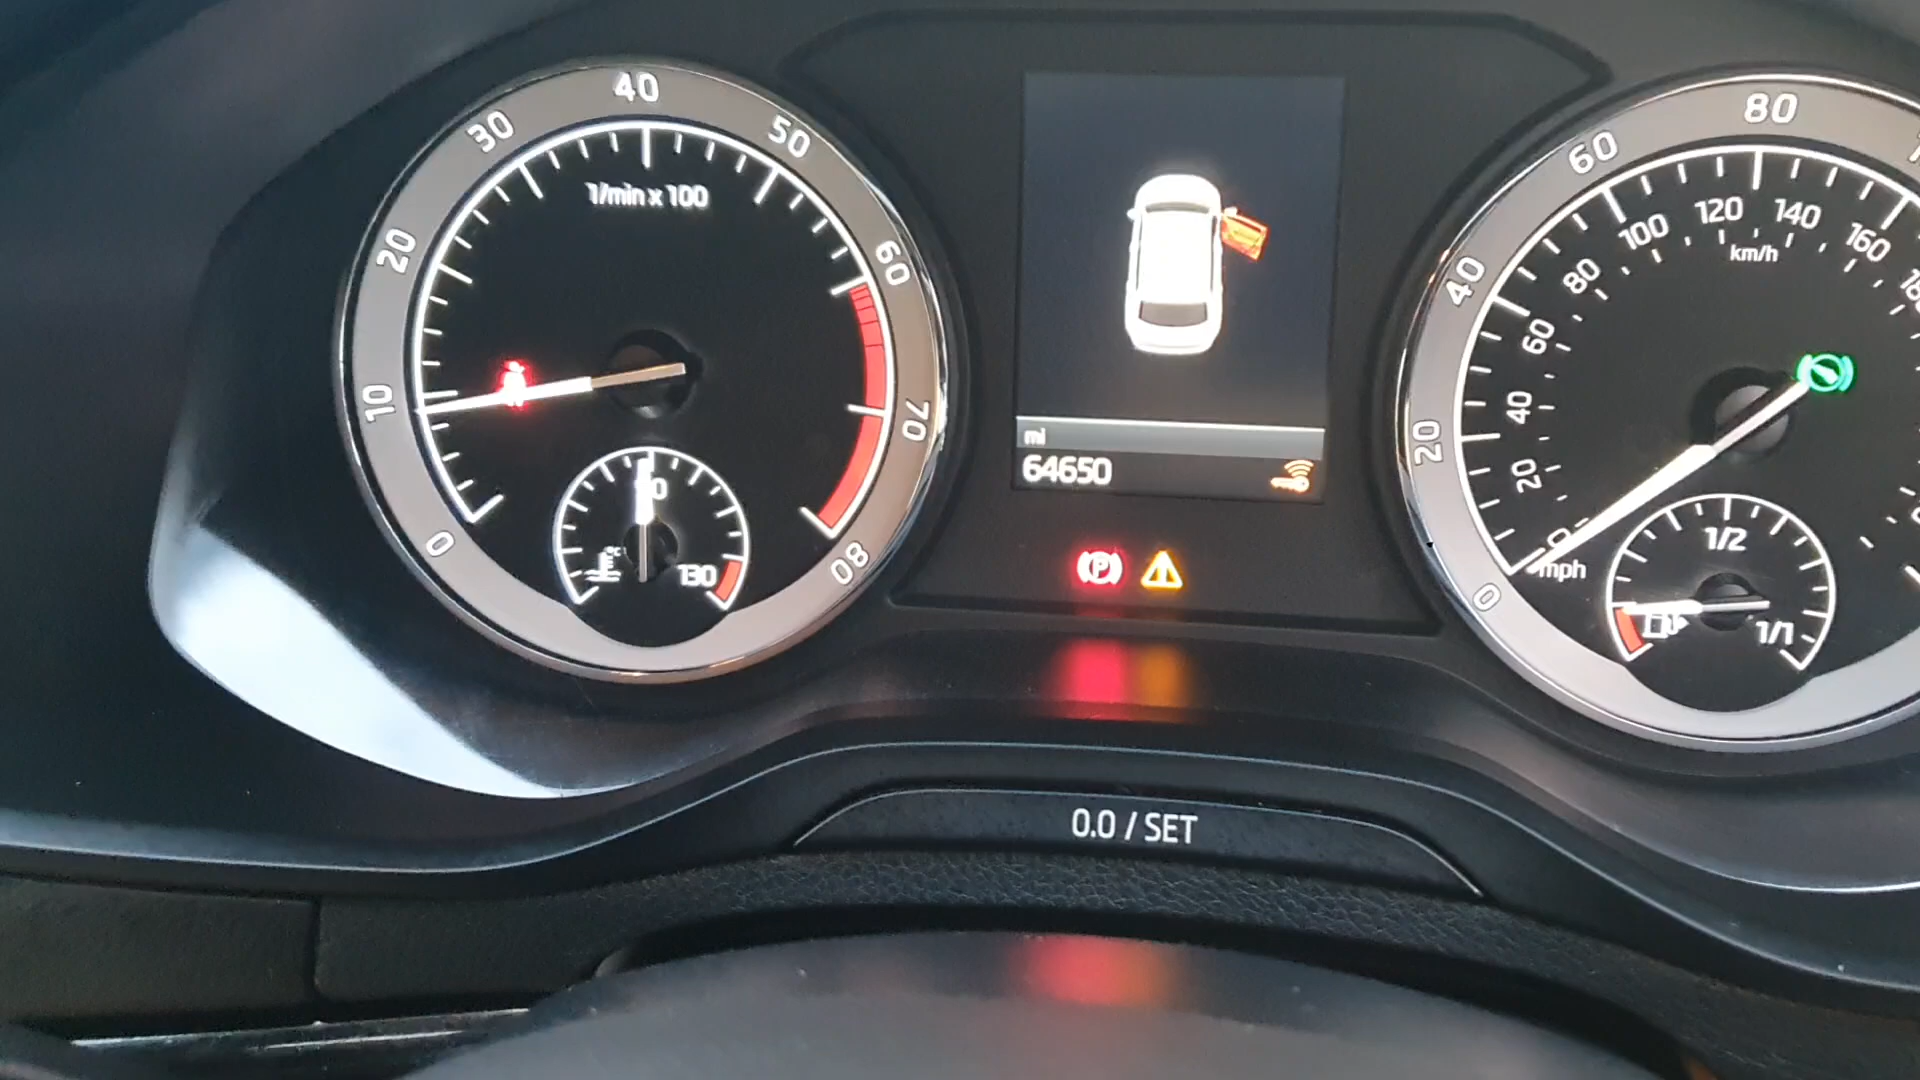 0 10 20 30 40 50 60 70 80
1/min x 100
130
mi
64650
P
0 20 40 60 80
20 40 60 80 100 120 140 160
km/h
mph
1/2
1/1
0.0 / SET